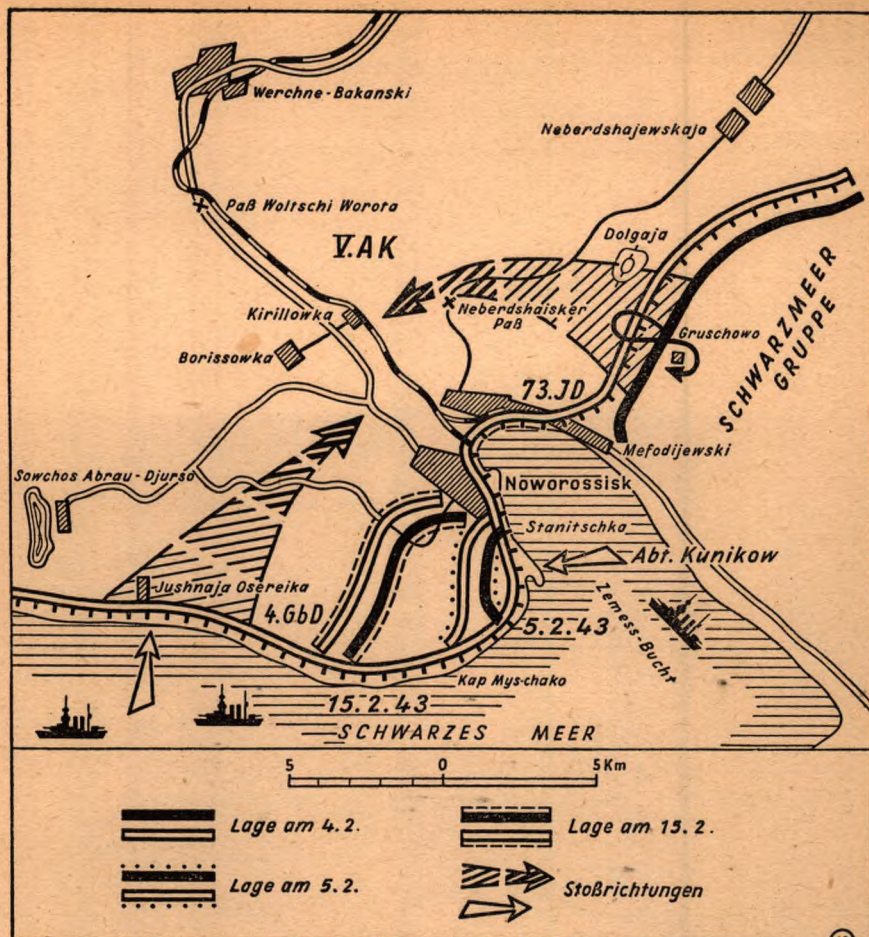 Werchne-Bakanski
Neberdshajewskaja
Paß Woltschi Worota
Dolgaja
V.AK
SCHWARZMEER
GRUPPE
Kirillowka
Neberdshaisker
Paß
Gruschowo
Borissowka
73.JD
Mefodijewski
Sowchos Abrau-Djurso
Noworossisk
Stanitschka
Abt. Kunikow
Jushnaja Osereika
4.GbD
5.2.43
Zemess-Bucht
Kap Mys-chako
15.2.43
SCHWARZES MEER
5 0 5 Km
Lage am 4.2.
Lage am 15.2.
Lage am 5.2.
Stoßrichtungen